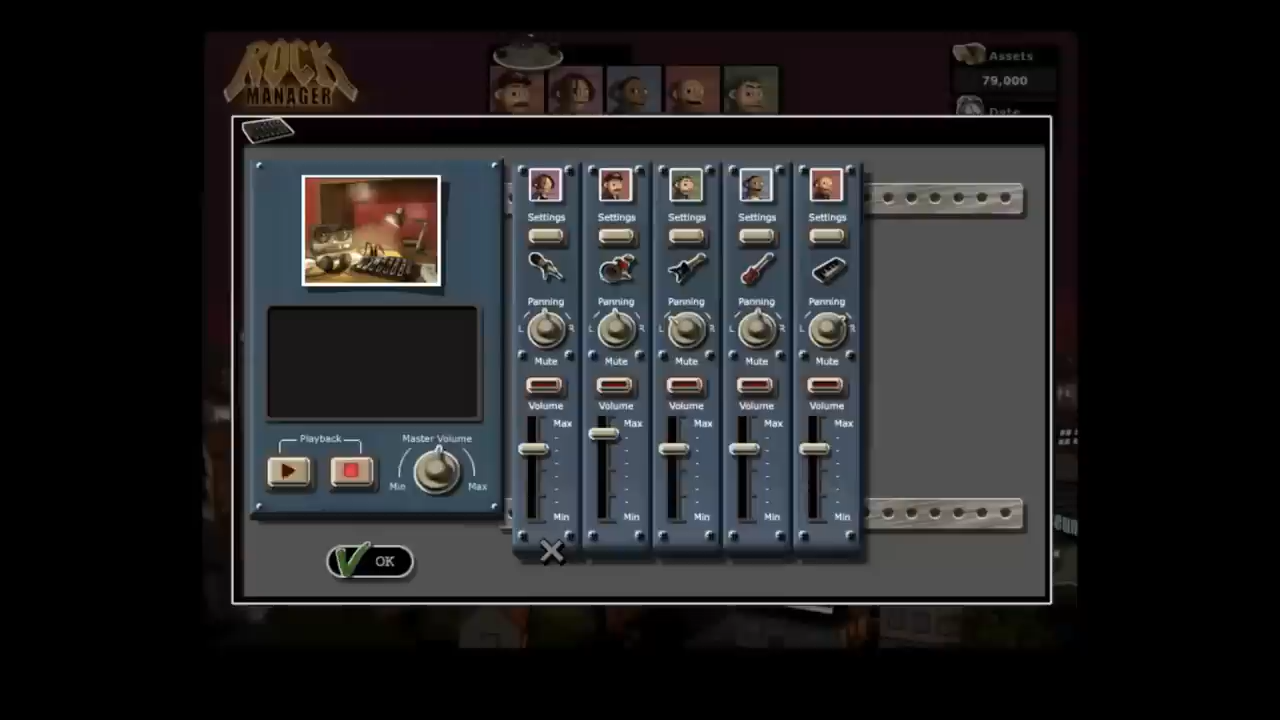 ROCK
MANAGER
Assets
79,000
Date
Settings Settings Settings Settings Settings
Panning Panning Panning Panning Panning
L R L R L R L R L R
Mute Mute Mute Mute Mute
Volume Volume Volume Volume Volume
Max Max Max Max Max
Playback Master Volume
Min Max
Min Min Min Min Min
OK